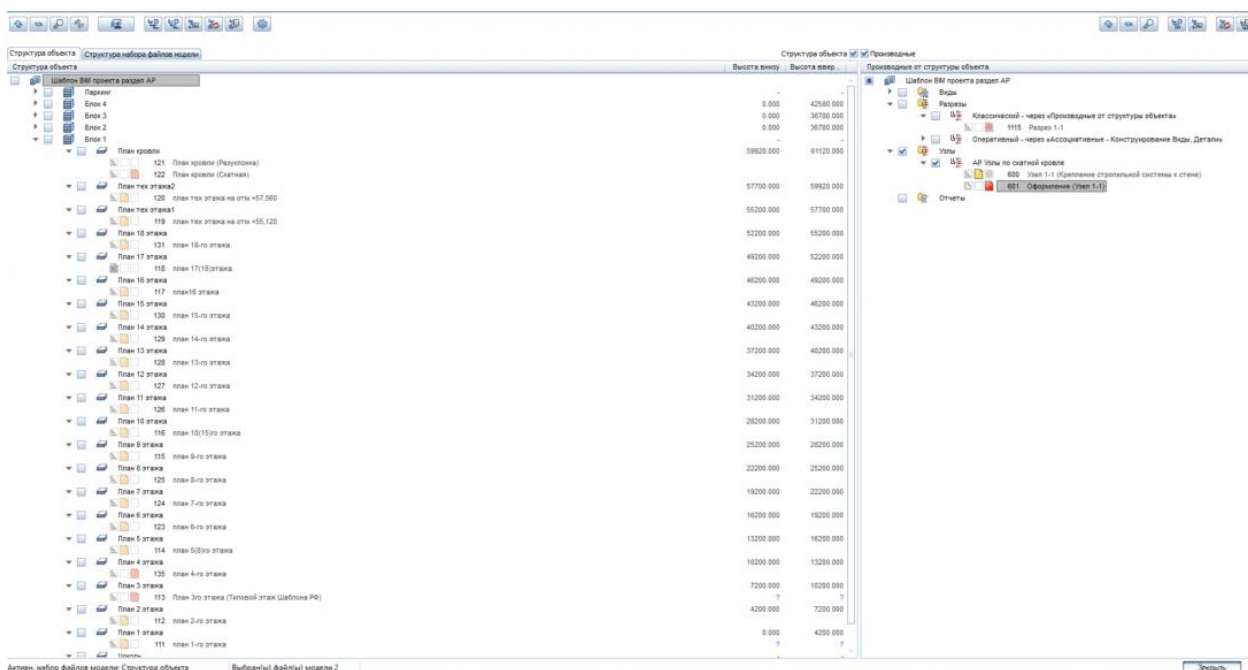 Структура объекта Структура набора файлов модели Структура объекта Производные
Структура объекта Высота внизу Высота ввер... Производные от структуры объекта
Шаблон BIM проекта раздел АР
Паркинг - -
Блок 4 0.000 42560.000
Блок 3 0.000 36780.000
Блок 2 0.000 36780.000
Блок 1 - -
План кровли 59920.000 61120.000
121 План кровли (Разуклонка)
122 План кровли (Скатная)
План тех этажа2 57700.000 59920.000
120 план тех этажа на отм +57,560
План тех этажа1 55200.000 57700.000
119 план тех этажа на отм +55,120
План 18 этажа 52200.000 55200.000
131 план 18-го этажа
План 17 этажа 49200.000 52200.000
118 план 17(18)этажа
План 16 этажа 46200.000 49200.000
117 план16 этажа
План 15 этажа 43200.000 46200.000
130 план 15-го этажа
План 14 этажа 40200.000 43200.000
129 план 14-го этажа
План 13 этажа 37200.000 40200.000
128 план 13-го этажа
План 12 этажа 34200.000 37200.000
127 план 12-го этажа
План 11 этажа 31200.000 34200.000
126 план 11-го этажа
План 10 этажа 28200.000 31200.000
116 план 10(15)го этажа
План 9 этажа 25200.000 28200.000
115 план 9-го этажа
План 8 этажа 22200.000 25200.000
125 план 8-го этажа
План 7 этажа 19200.000 22200.000
124 план 7-го этажа
План 6 этажа 16200.000 19200.000
123 план 6-го этажа
План 5 этажа 13200.000 16200.000
114 план 5(8)го этажа
План 4 этажа 10200.000 13200.000
135 план 4-го этажа
План 3 этажа 7200.000 10200.000
113 План 3го этажа (Типовой этаж Шаблона РФ) ? ?
План 2 этажа 4200.000 7200.000
112 план 2-го этажа
План 1 этажа 0.000 4200.000
111 план 1-го этажа ? ?
Цоколь - -
Шаблон BIM проекта раздел АР
Виды
Разрезы
Классический - через «Производные от структуры объекта»
1115 Разрез 1-1
Оперативный - через «Ассоциативные - Конструирование Виды, Детали»
Узлы
АР Узлы по скатной кровле
600 Узел 1-1 (Крепление стропильной системы к стене)
601 Оформление (Узел 1-1)
Отчеты
Активн. набор файлов модели: Структура объекта Выбран(ы) файл(ы) модели 2 Закрыть